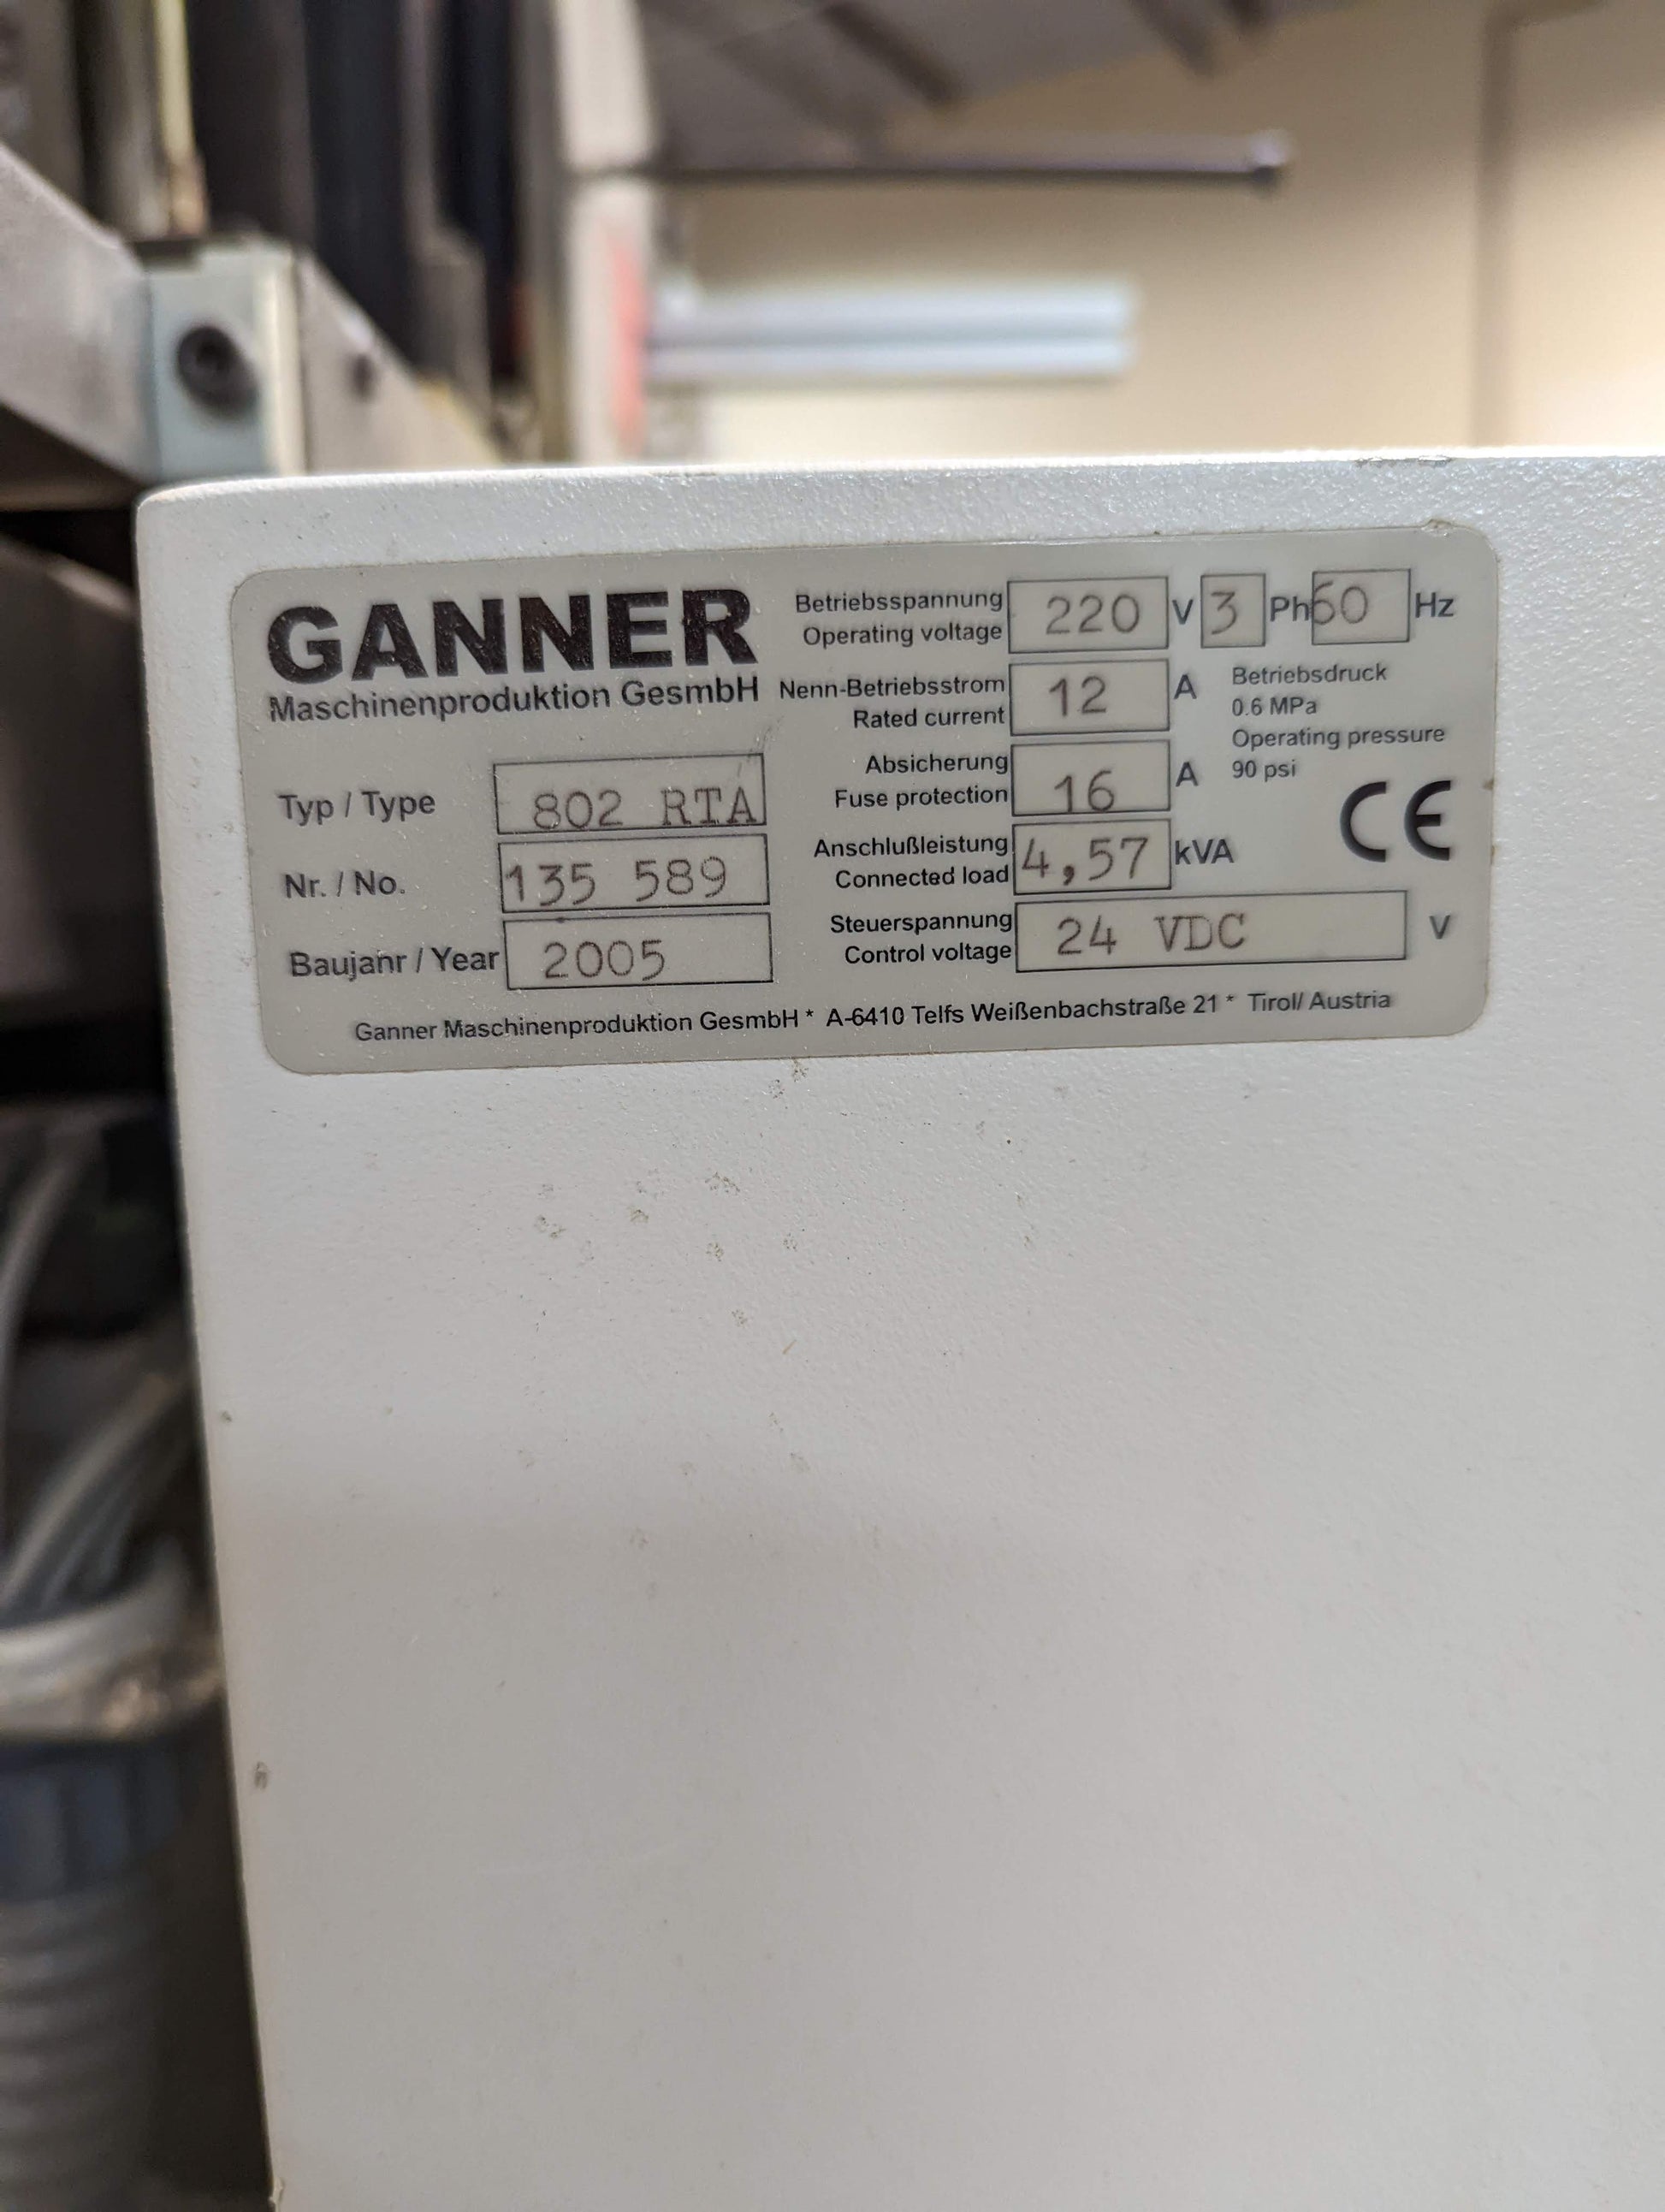 GANNER
Maschinenproduktion GesmbH
Typ / Type 802 RTA
Nr. / No. 135 589
Baujahr / Year 2005
Betriebsspannung
Operating voltage 220 V 3 Ph 60 Hz
Nenn-Betriebsstrom
Rated current 12 A
Absicherung
Fuse protection 16 A
Anschlußleistung
Connected load 4,57 kVA
Steuerspannung
Control voltage 24 VDC V
Betriebsdruck
0.6 MPa
Operating pressure
90 psi
CE
Ganner Maschinenproduktion GesmbH * A-6410 Telfs Weißenbachstraße 21 * Tirol/ Austria